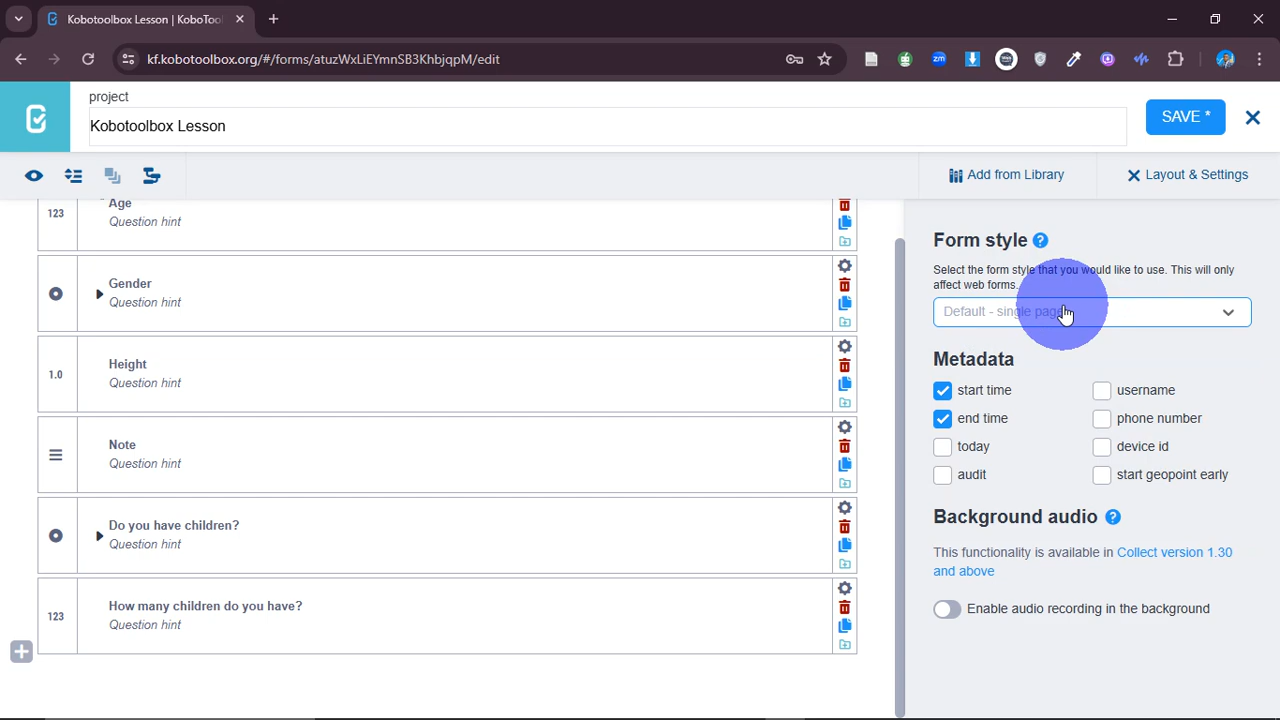 Kobotoolbox Lesson | KoboToo
kf.kobotoolbox.org/#/forms/atuzWxLiEYmnSB3KhbjqpM/edit
zm
project
Kobotoolbox Lesson
SAVE *
Add from Library
Layout & Settings
123
Age
Question hint
Gender
Question hint
1.0
Height
Question hint
Note
Question hint
Do you have children?
Question hint
123
How many children do you have?
Question hint
Form style ?
Select the form style that you would like to use. This will only
affect web forms.
Default - single page
Metadata
start time
username
end time
phone number
today
device id
audit
start geopoint early
Background audio ?
This functionality is available in Collect version 1.30
and above
Enable audio recording in the background